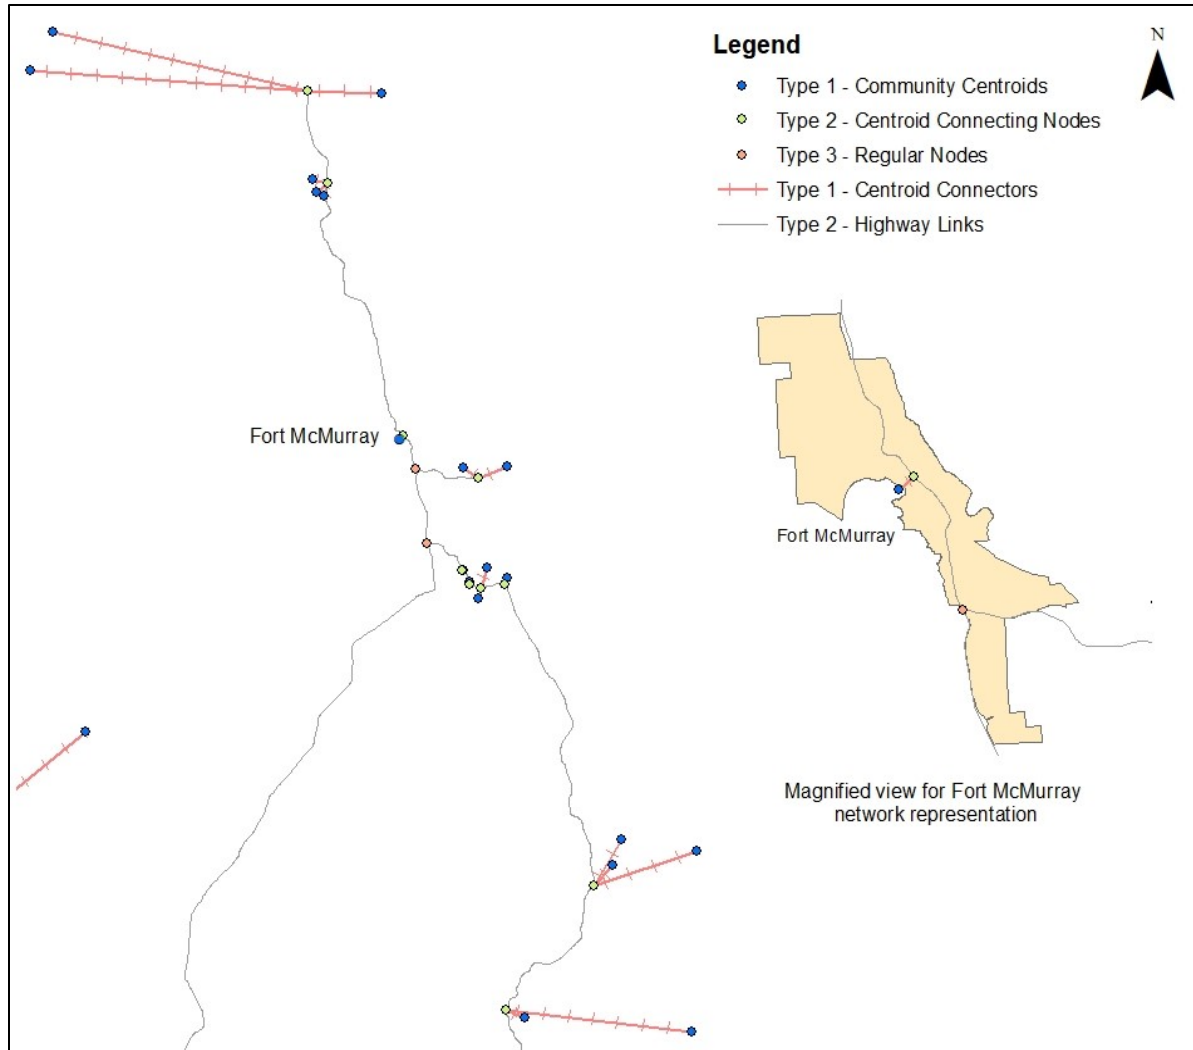 Legend
N
Type 1 - Community Centroids
Type 2 - Centroid Connecting Nodes
Type 3 - Regular Nodes
Type 1 - Centroid Connectors
Type 2 - Highway Links
Fort McMurray
Fort McMurray
Magnified view for Fort McMurray
network representation